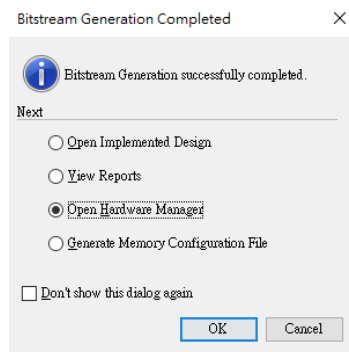 Bitstream Generation Completed
Bitstream Generation successfully completed.
Next
Open Implemented Design
View Reports
Open Hardware Manager
Generate Memory Configuration File
Don't show this dialog again
OK
Cancel